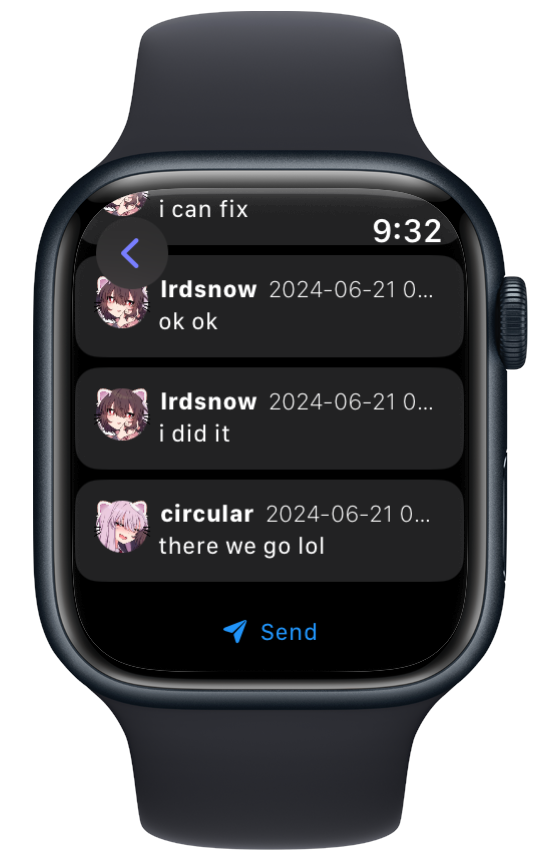 i can fix
9:32
lrdsnow 2024-06-21 0...
ok ok
lrdsnow 2024-06-21 0...
i did it
circular 2024-06-21 0...
there we go lol
Send